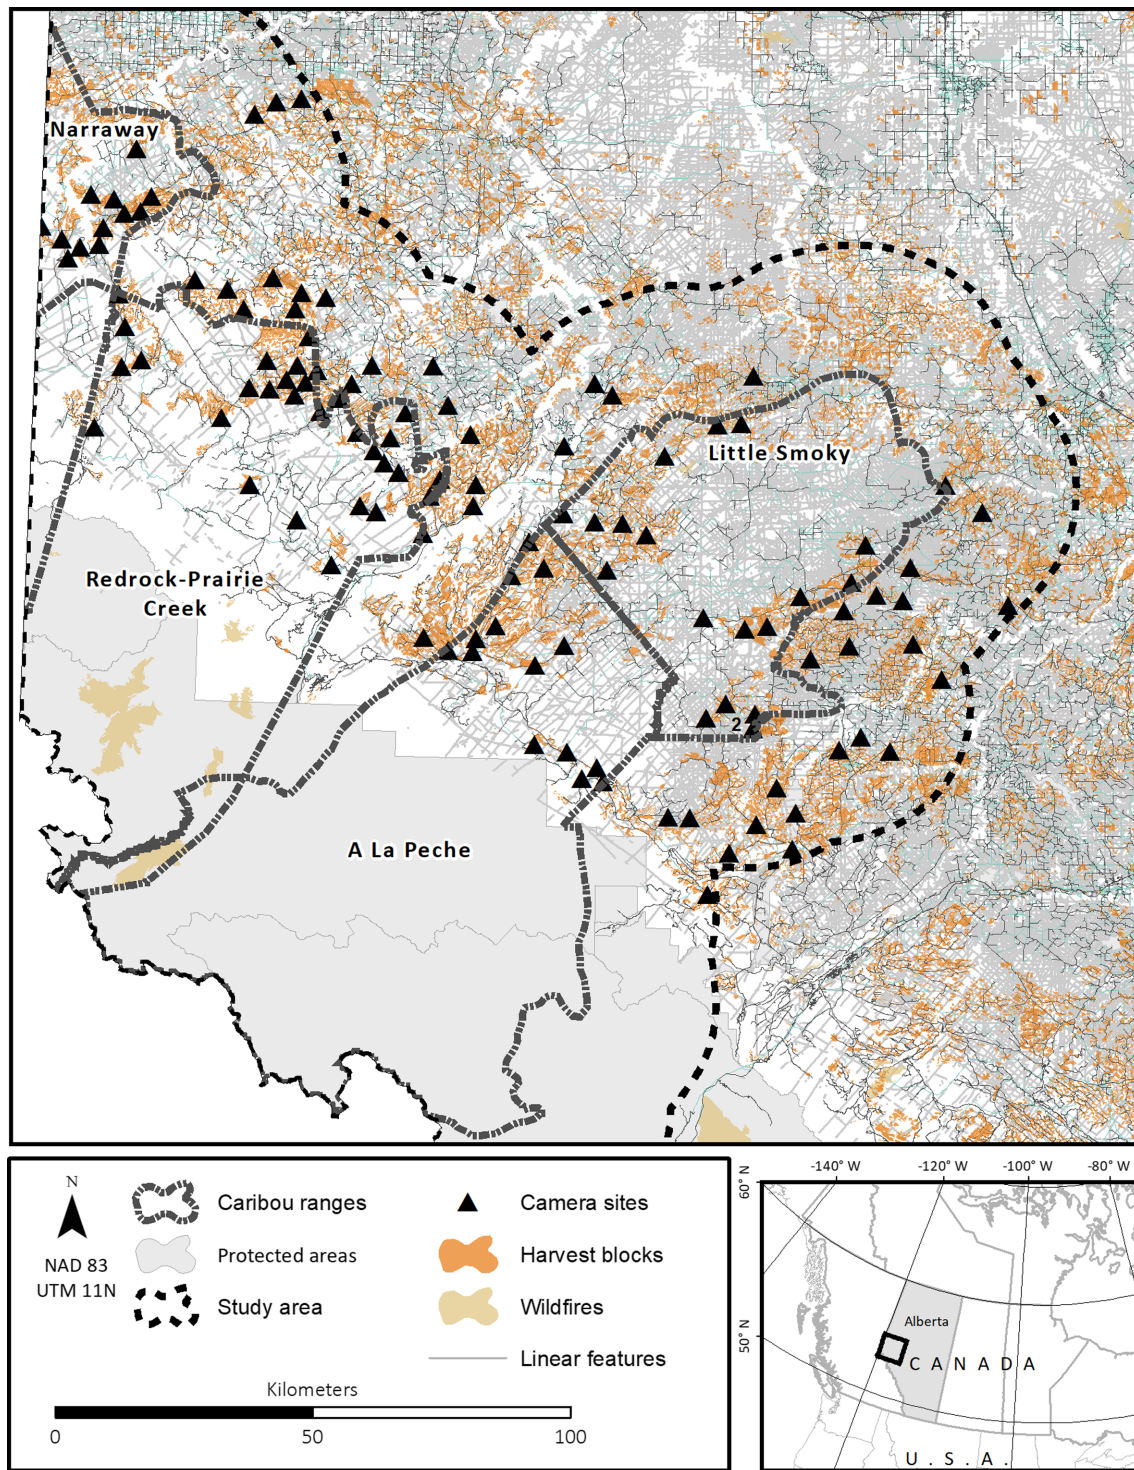 Narraway
Little Smoky
Redrock-Prairie
Creek
2
A La Peche
N
NAD 83
UTM 11N
Caribou ranges
Protected areas
Study area
Camera sites
Harvest blocks
Wildfires
Linear features
Kilometers
0 50 100
-140° W -120° W -100° W -80° W
60° N
50° N
Alberta
CANADA
U.S.A.